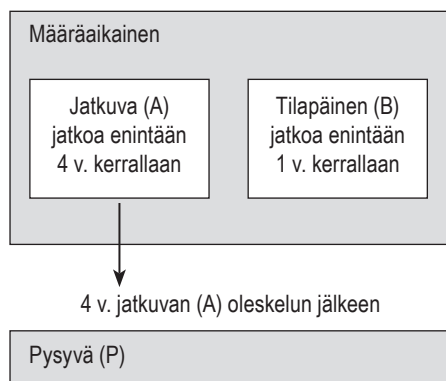 Määräaikainen
Jatkuva (A)
jatkoa enintään
4 v. kerrallaan
Tilapäinen (B)
jatkoa enintään
1 v. kerrallaan
4 v. jatkuvan (A) oleskelun jälkeen
Pysyvä (P)